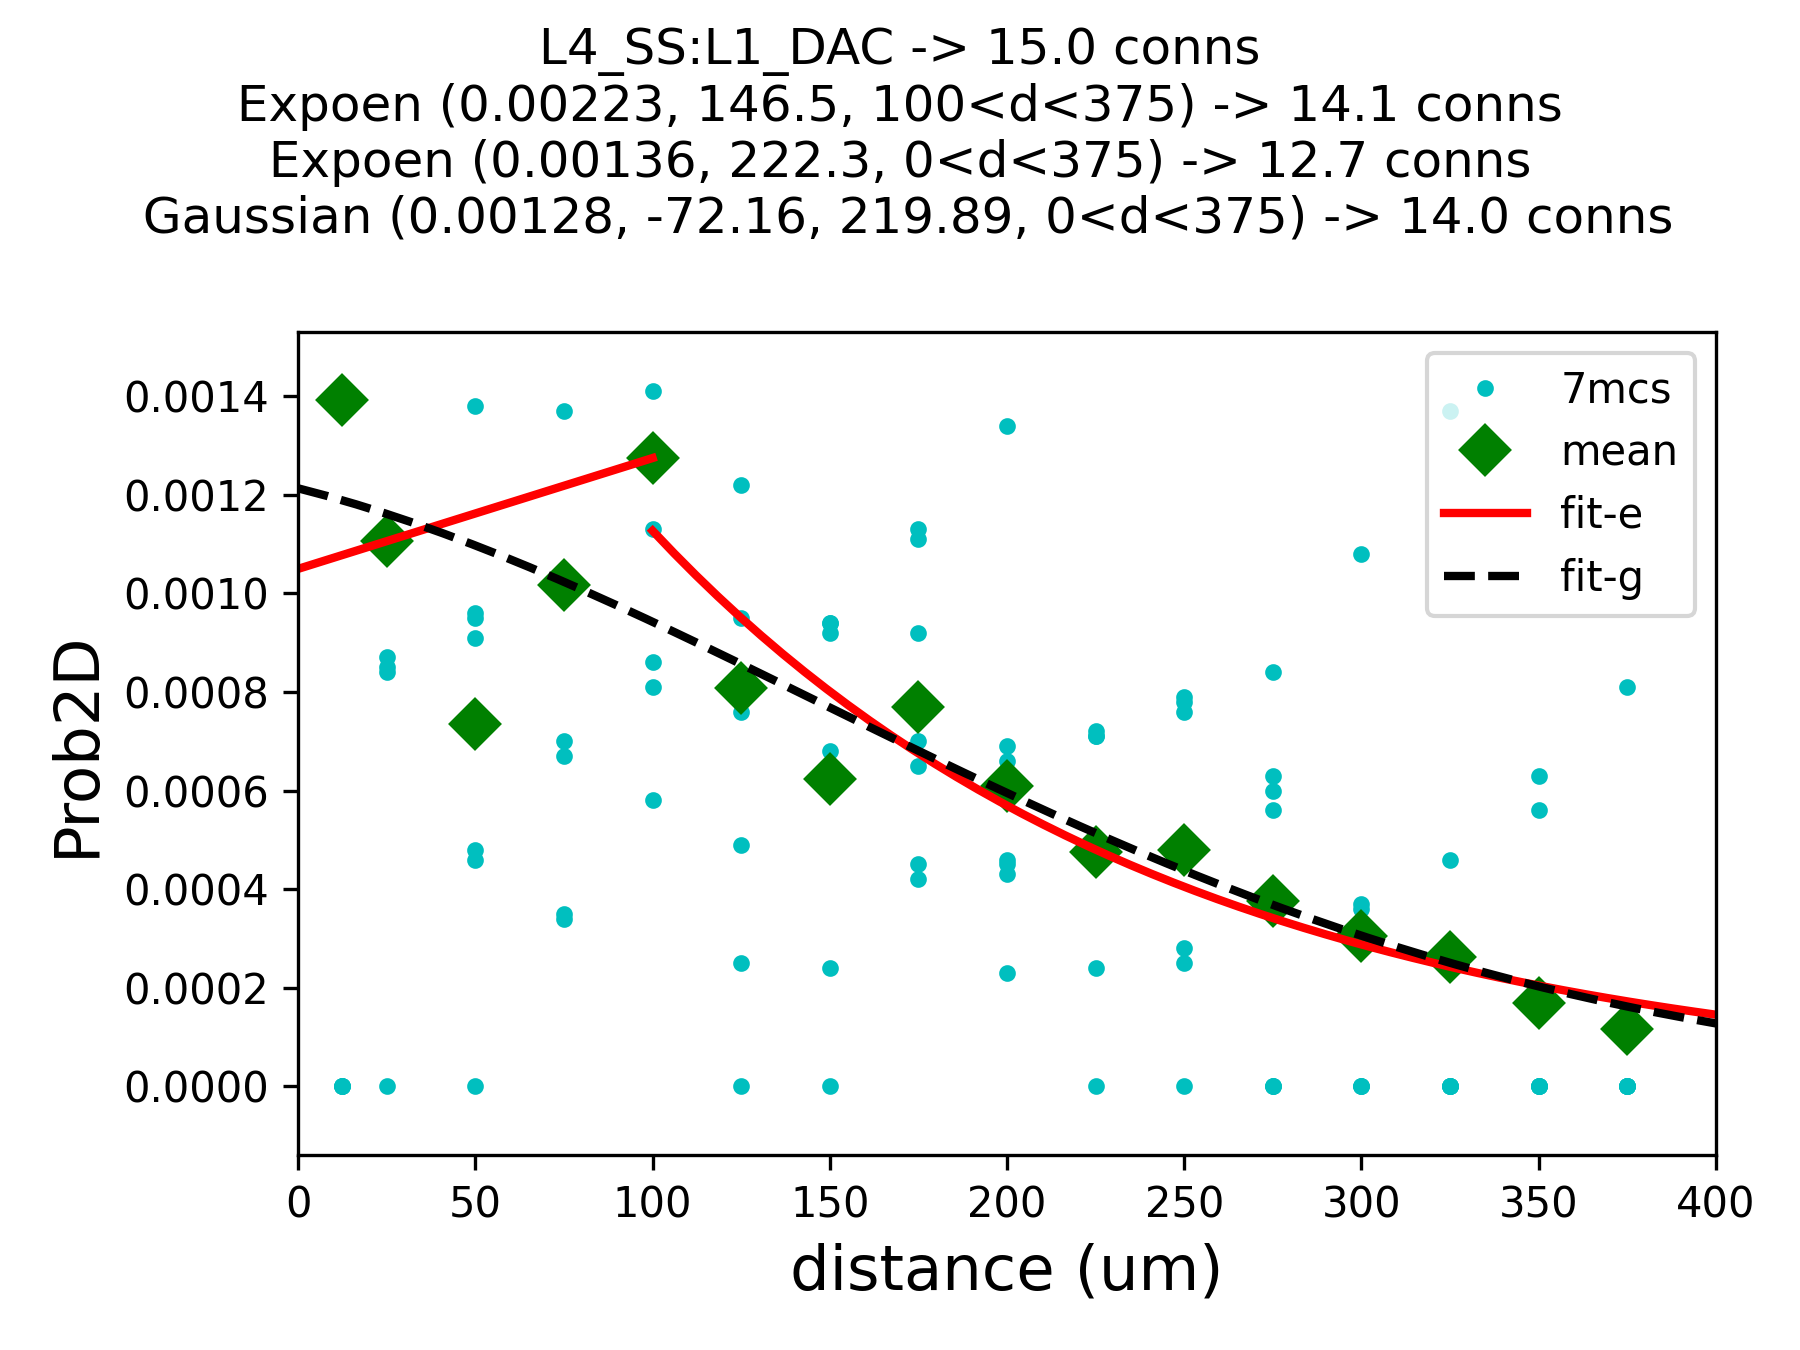 L4_SS:L1_DAC -> 15.0 conns
Expoen (0.00223, 146.5, 100<d<375) -> 14.1 conns
Expoen (0.00136, 222.3, 0<d<375) -> 12.7 conns
Gaussian (0.00128, -72.16, 219.89, 0<d<375) -> 14.0 conns
7mcs
mean
fit-e
fit-g
Prob2D
0.0014
0.0012
0.0010
0.0008
0.0006
0.0004
0.0002
0.0000
0 50 100 150 200 250 300 350 400
distance (um)